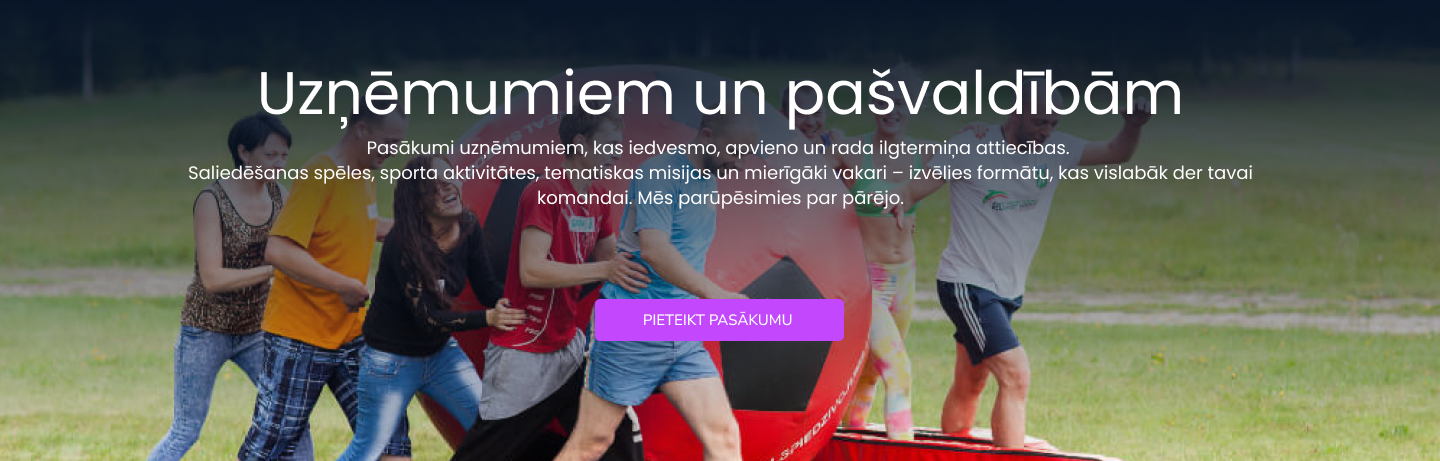 Uzņēmumiem un pašvaldībām
Pasākumi uzņēmumiem, kas iedvesmo, apvieno un rada ilgtermiņa attiecības.
Saliedēšanas spēles, sporta aktivitātes, tematiskas misijas un mierīgāki vakari – izvēlies formātu, kas vislabāk der tavai
komandai. Mēs parūpēsimies par pārējo.
PIETEIKT PASĀKUMU